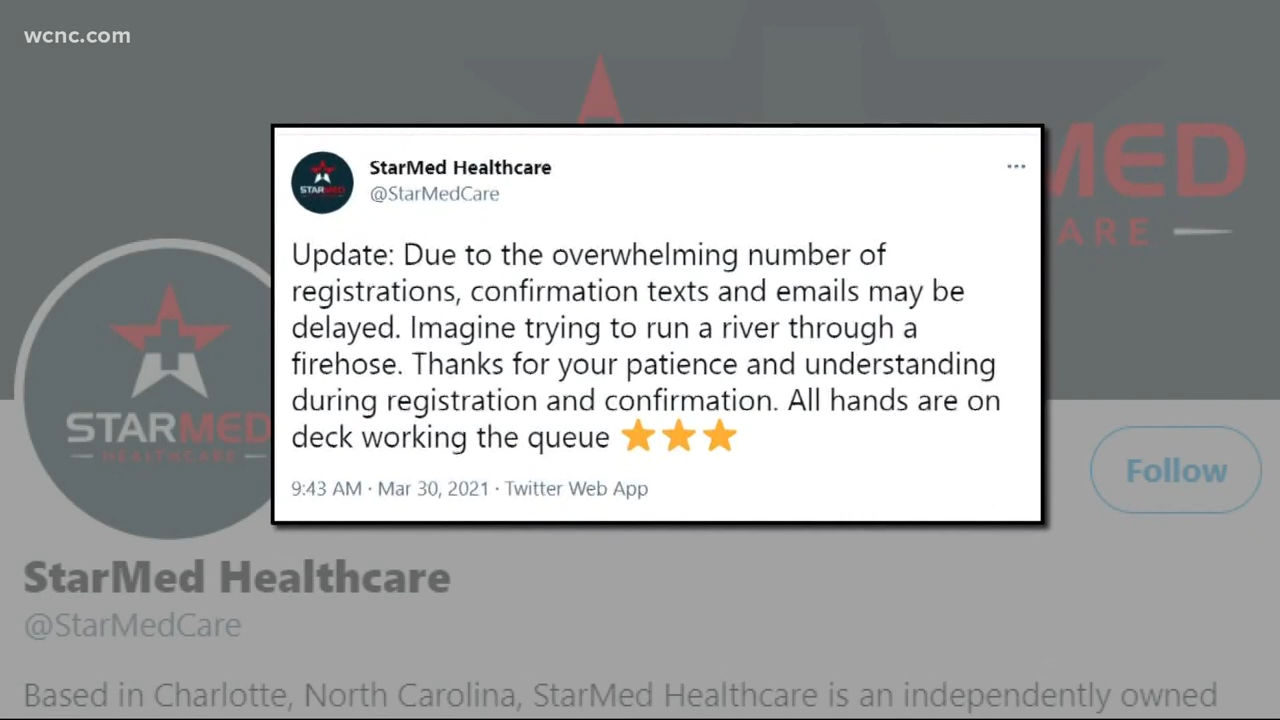 wcnc.com
MED
ARE
StarMed Healthcare
@StarMedCare
STARMED
Update: Due to the overwhelming number of
registrations, confirmation texts and emails may be
delayed. Imagine trying to run a river through a
firehose. Thanks for your patience and understanding
during registration and confirmation. All hands are on
deck working the queue ⭐⭐⭐
9:43 AM · Mar 30, 2021 · Twitter Web App
STARMED
HEALTHCARE
Follow
StarMed Healthcare
@StarMedCare
Based in Charlotte, North Carolina, StarMed Healthcare is an independently owned